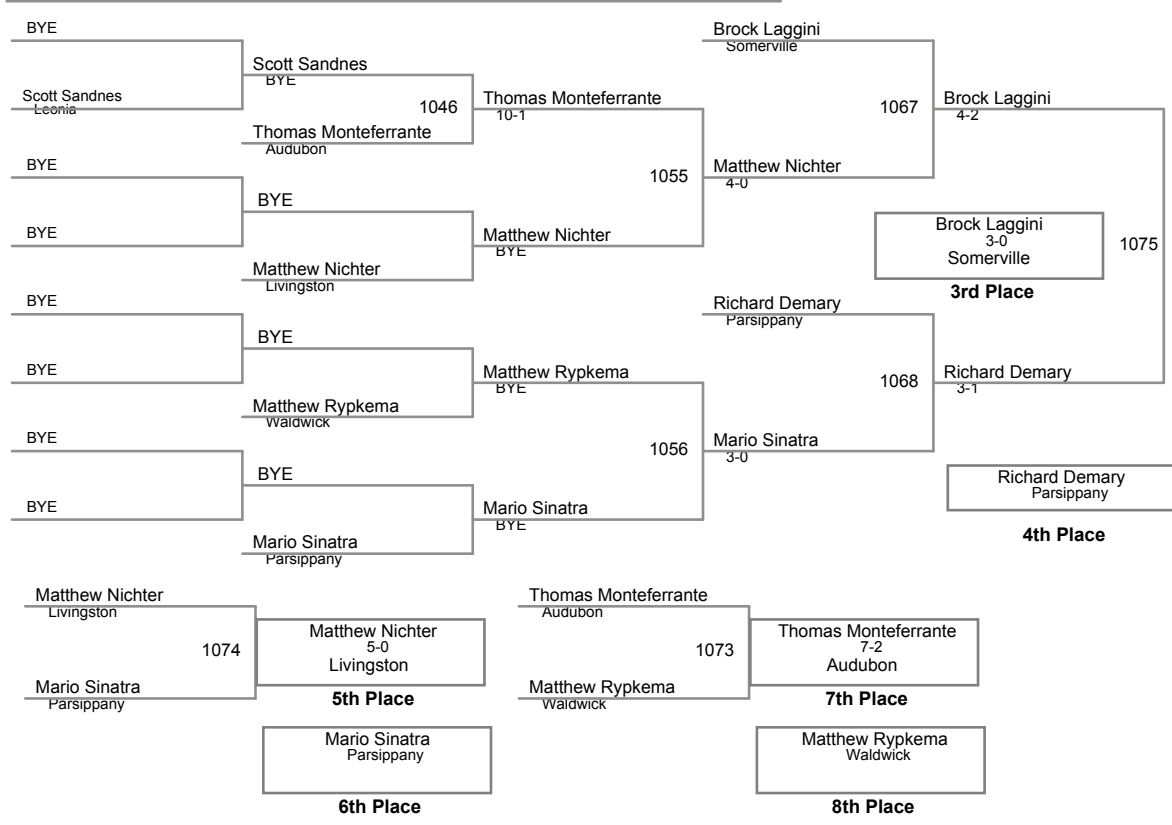 BYE
Scott Sandnes
Leonia
BYE
BYE
BYE
BYE
BYE
BYE
Scott Sandnes
BYE
1046
Thomas Monteferrante
Audubon
BYE
Matthew Nichter
Livingston
BYE
Matthew Rypkema
Waldwick
BYE
Mario Sinatra
Parsippany
Thomas Monteferrante
10-1
1055
Matthew Nichter
BYE
Matthew Rypkema
BYE
1056
Mario Sinatra
BYE
Brock Laggini
Somerville
1067
Matthew Nichter
4-0
Richard Demary
Parsippany
1068
Mario Sinatra
3-0
Brock Laggini
4-2
1075
Richard Demary
3-1
Brock Laggini
3-0
Somerville
3rd Place
Richard Demary
Parsippany
4th Place
Matthew Nichter
Livingston
1074
Mario Sinatra
Parsippany
Matthew Nichter
5-0
Livingston
5th Place
Mario Sinatra
Parsippany
6th Place
Thomas Monteferrante
Audubon
1073
Matthew Rypkema
Waldwick
Thomas Monteferrante
7-2
Audubon
7th Place
Matthew Rypkema
Waldwick
8th Place